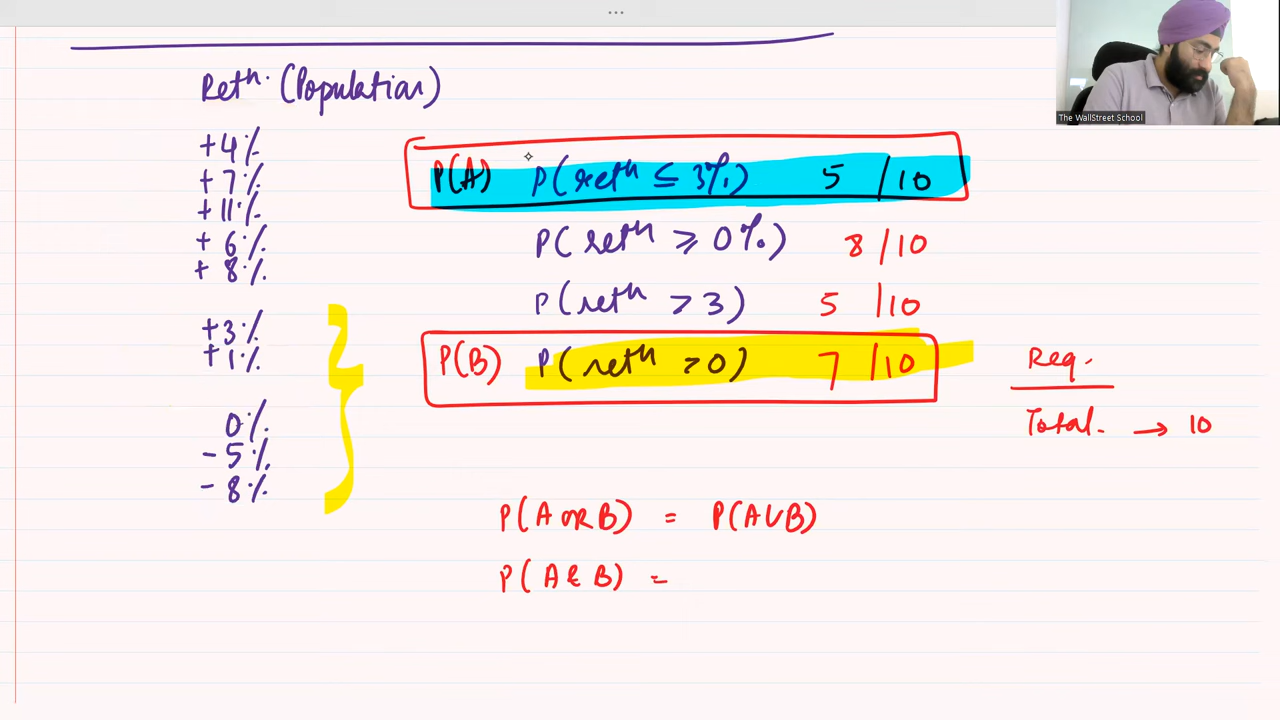 Retn. (Population)
+4%
+7%
+11%
+6%
+8%
+3%
+1%
0%
-5%
-8%
P(A) P(retn ≤ 3%) 5 /10
P(retn ≥ 0%) 8/10
P(retn > 3) 5 /10
P(B) P(retn >0) 7 /10
Req.
Total. → 10
P(A OR B) = P(A∪B)
P(A & B) =
The WallStreet School